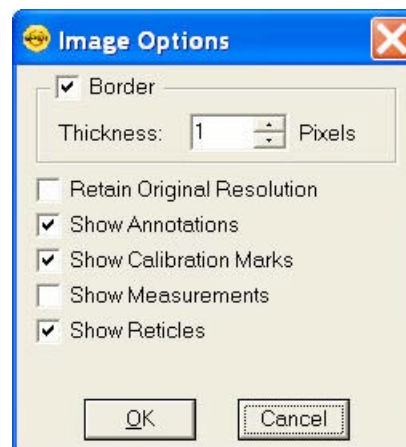 Image Options
Border
Thickness: 1 Pixels
Retain Original Resolution
Show Annotations
Show Calibration Marks
Show Measurements
Show Reticles
OK Cancel